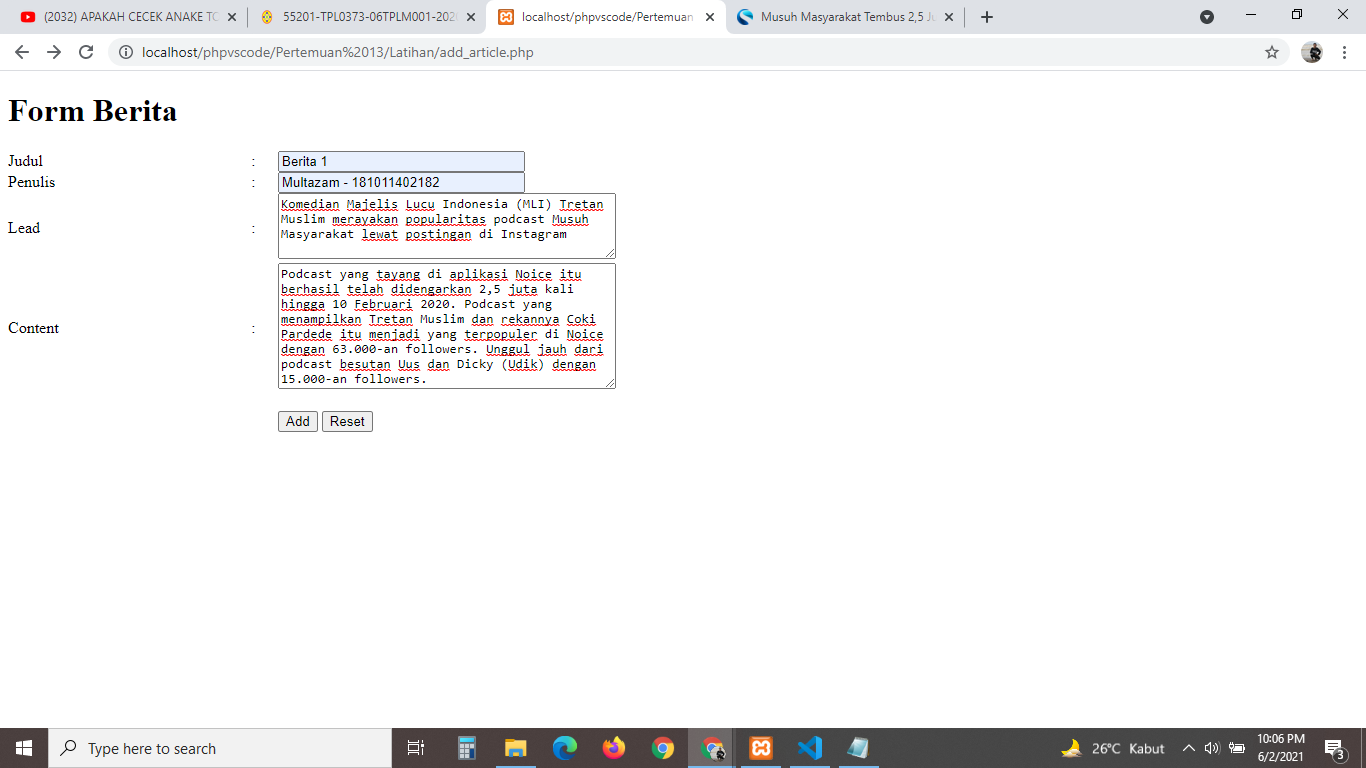 (2032) APAKAH CECEK ANAKE TO
55201-TPL0373-06TPLM001-202
localhost/phpvscode/Pertemuan
Musuh Masyarakat Tembus 2,5 Ju
localhost/phpvscode/Pertemuan%2013/Latihan/add_article.php
Form Berita
Judul : Berita 1
Penulis : Multazam - 181011402182
Lead :
Komedian Majelis Lucu Indonesia (MLI) Tretan
Muslim merayakan popularitas podcast Musuh
Masyarakat lewat postingan di Instagram
Content :
Podcast yang tayang di aplikasi Noice itu
berhasil telah didengarkan 2,5 juta kali
hingga 10 Februari 2020. Podcast yang
menampilkan Tretan Muslim dan rekannya Coki
Pardede itu menjadi yang terpopuler di Noice
dengan 63.000-an followers. Unggul jauh dari
podcast besutan Uus dan Dicky (Udik) dengan
15.000-an followers.
Add Reset
Type here to search
26°C Kabut
10:06 PM
6/2/2021
3